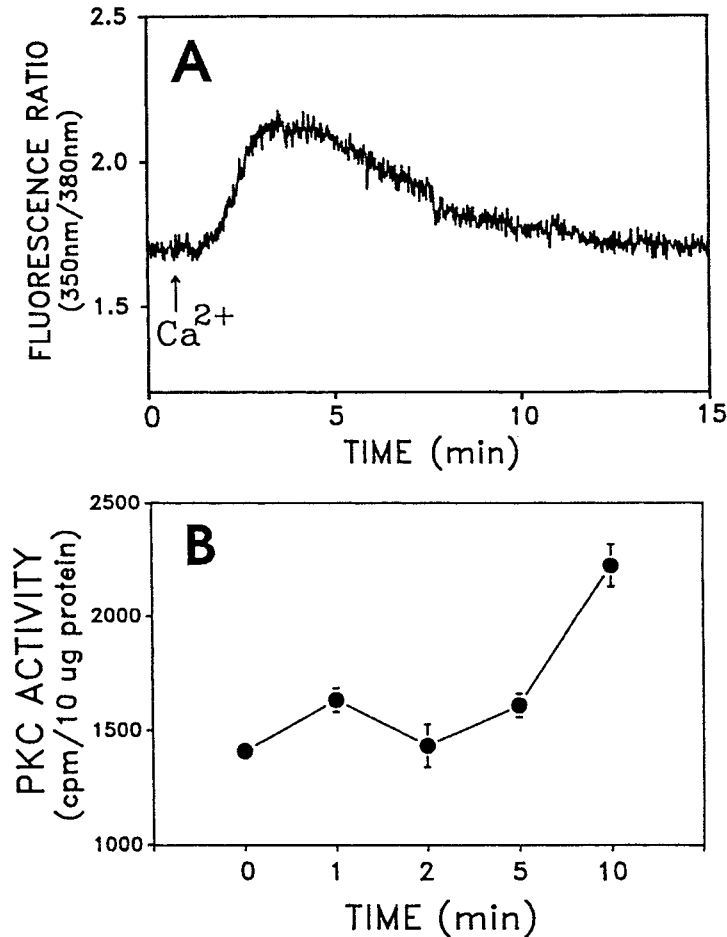 A
FLUORESCENCE RATIO
(350nm/380nm)
2.5
2.0
1.5
Ca2+
0 5 10 15
TIME (min)
B
PKC ACTIVITY
(cpm/10 ug protein)
2500
2000
1500
1000
0 1 2 5 10
TIME (min)